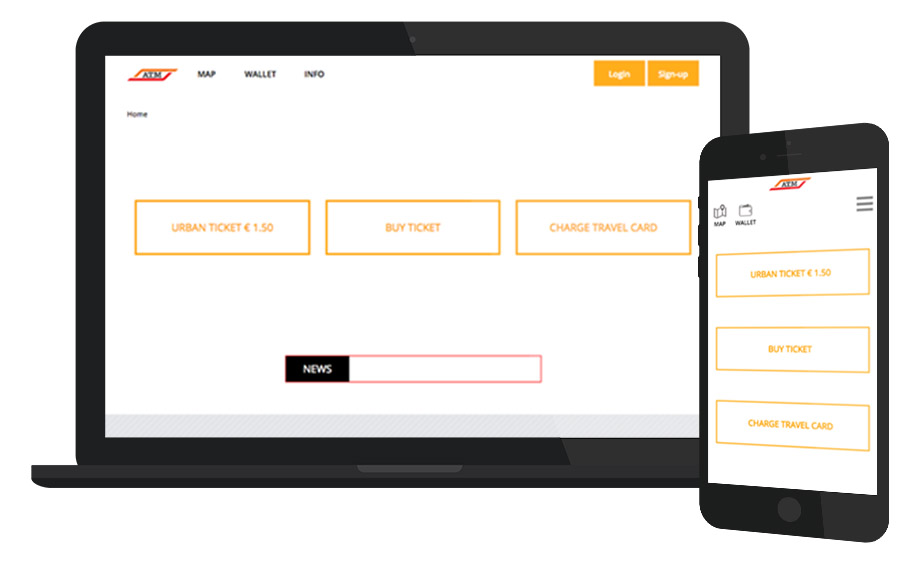 ATM MAP WALLET INFO Login Sign-up
Home
URBAN TICKET € 1.50 BUY TICKET CHARGE TRAVEL CARD
NEWS
ATM
MAP WALLET
URBAN TICKET € 1.50
BUY TICKET
CHARGE TRAVEL CARD